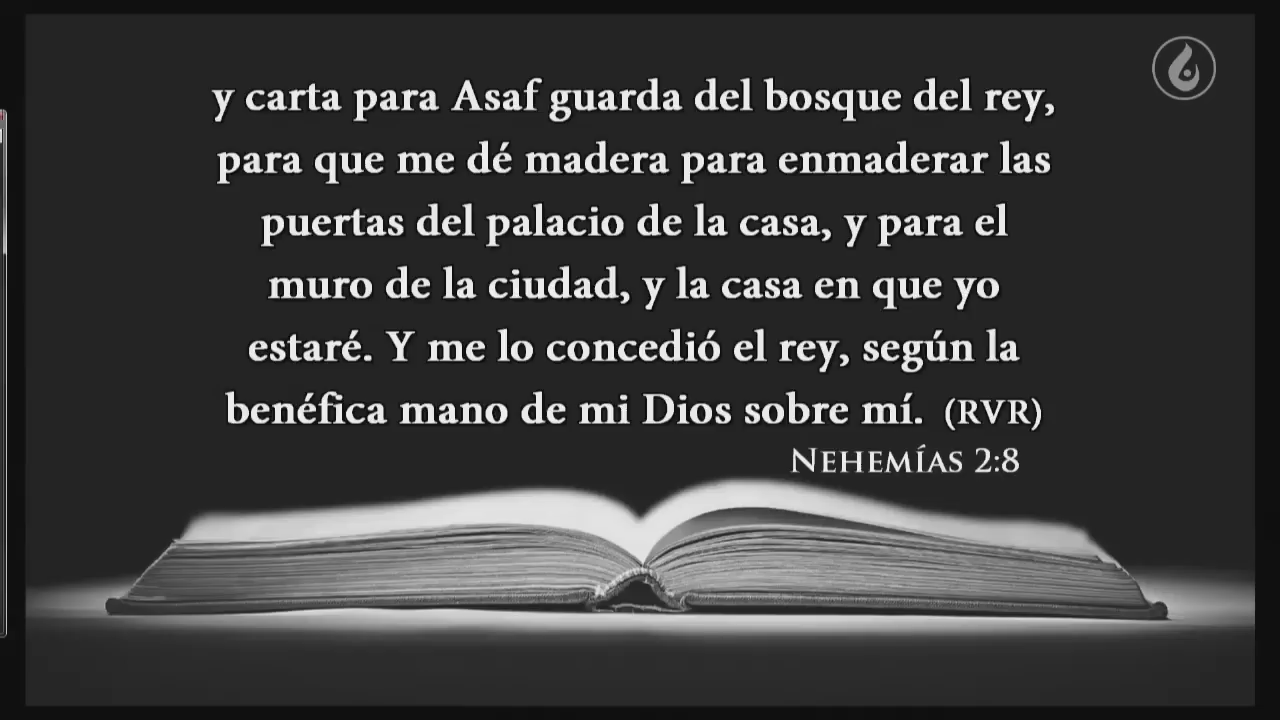 y carta para Asaf guarda del bosque del rey,
para que me dé madera para enmaderar las
puertas del palacio de la casa, y para el
muro de la ciudad, y la casa en que yo
estaré. Y me lo concedió el rey, según la
benéfica mano de mi Dios sobre mí. (RVR)
Nehemías 2:8